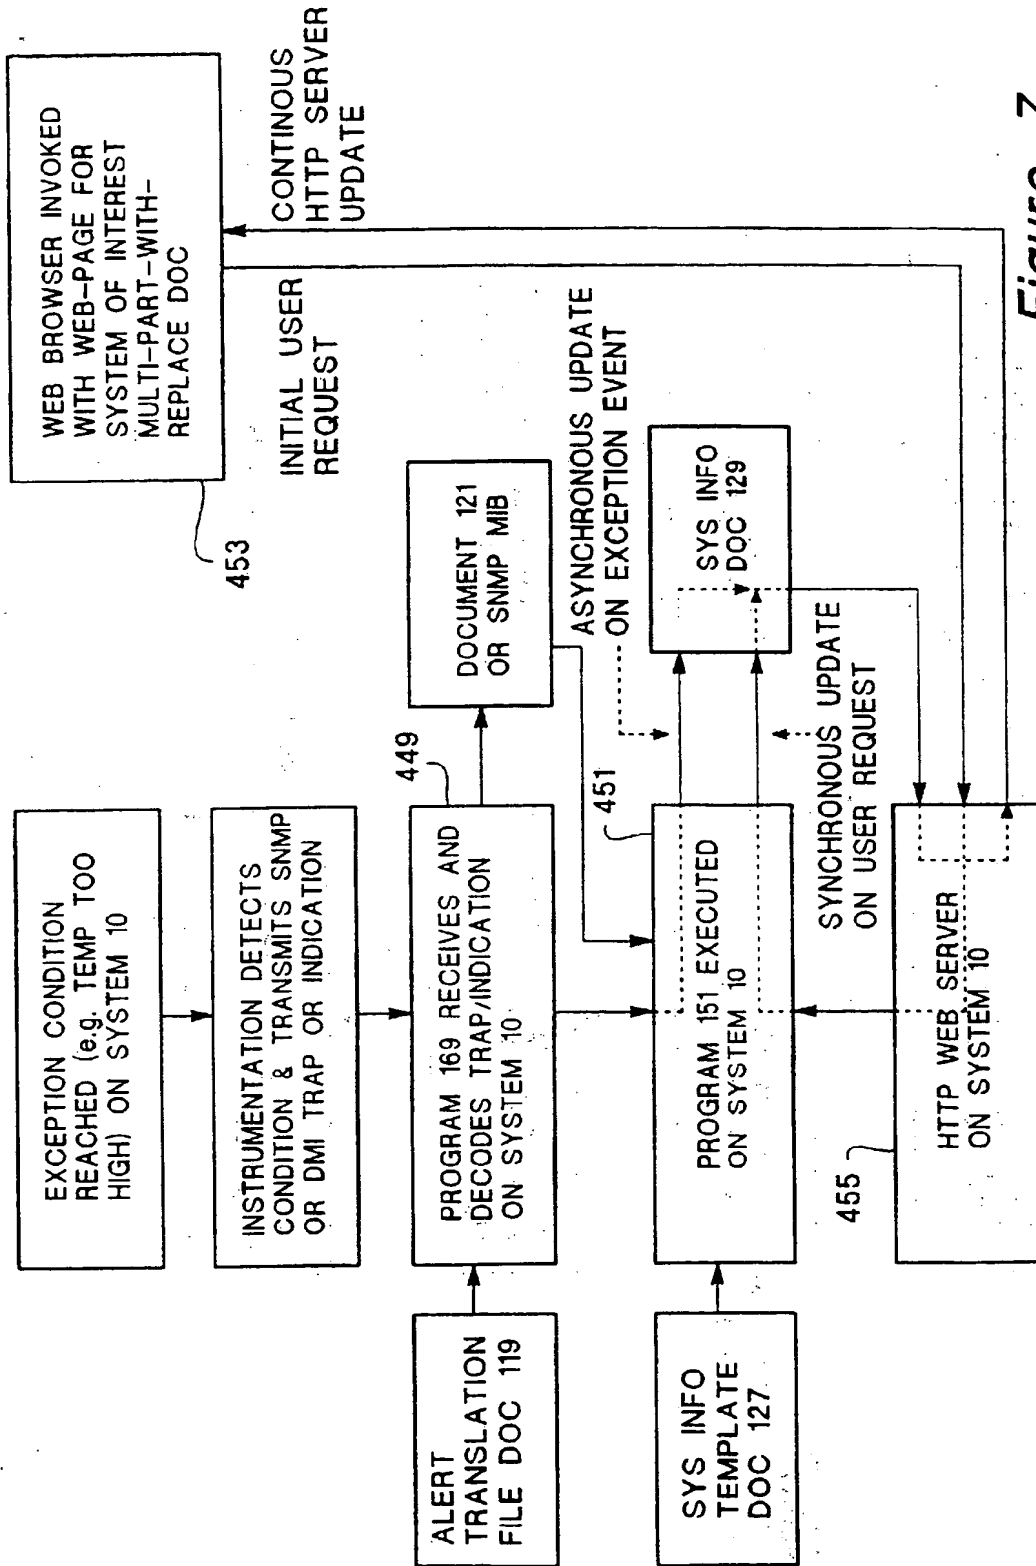 EXCEPTION CONDITION
REACHED (e.g. TEMP TOO
HIGH) ON SYSTEM 10
INSTRUMENTATION DETECTS
CONDITION & TRANSMITS SNMP
OR DMI TRAP OR INDICATION
ALERT
TRANSLATION
FILE DOC 119
PROGRAM 169 RECEIVES AND
DECODES TRAP/INDICATION
ON SYSTEM 10
449
DOCUMENT 121
OR SNMP MIB
SYS INFO
TEMPLATE
DOC 127
PROGRAM 151 EXECUTED
ON SYSTEM 10
451
ASYNCHRONOUS UPDATE
ON EXCEPTION EVENT
SYS INFO
DOC 129
SYNCHRONOUS UPDATE
ON USER REQUEST
455
HTTP WEB SERVER
ON SYSTEM 10
453
WEB BROWSER INVOKED
WITH WEB-PAGE FOR
SYSTEM OF INTEREST
MULTI-PART-WITH-
REPLACE DOC
INITIAL USER
REQUEST
CONTINOUS
HTTP SERVER
UPDATE
Figure 7